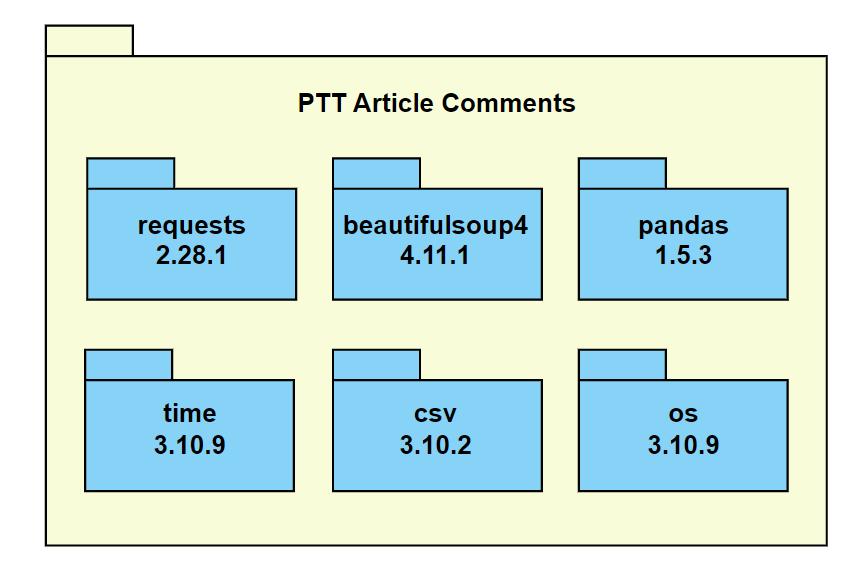 PTT Article Comments
requests
2.28.1
beautifulsoup4
4.11.1
pandas
1.5.3
time
3.10.9
csv
3.10.2
os
3.10.9